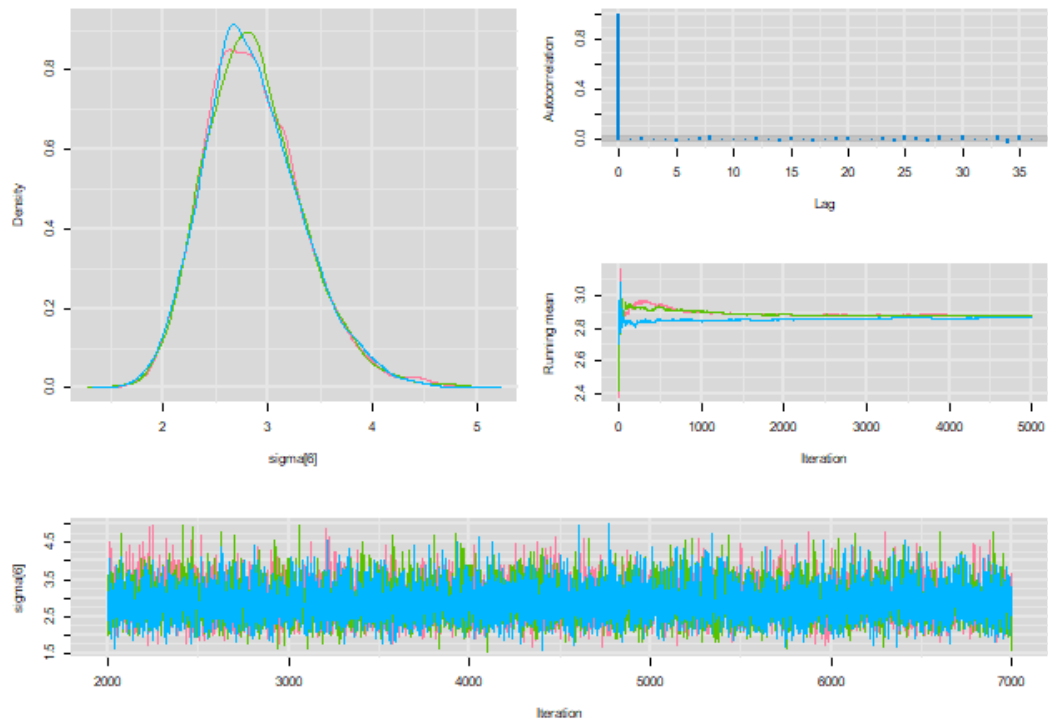 Density
0.0 0.2 0.4 0.6 0.8
2 3 4 5
sigma[6]
Autocorrelation
0.0 0.4 0.8
0 5 10 15 20 25 30 35
Lag
Running mean
2.4 2.6 2.8 3.0
0 1000 2000 3000 4000 5000
Iteration
sigma[6]
1.5 2.5 3.5 4.5
2000 3000 4000 5000 6000 7000
Iteration